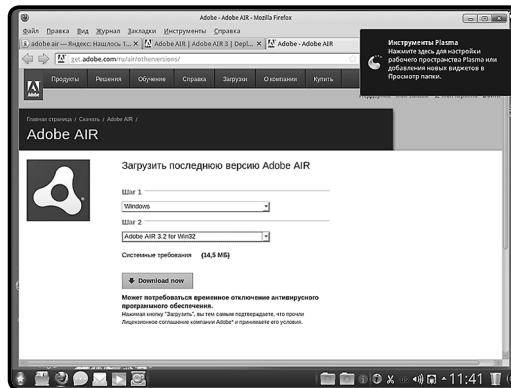 Adobe - Adobe AIR - Mozilla Firefox
Файл Правка Вид Журнал Закладки Инструменты Справка
adobe air — Яндекс: Нашлось 1...
Adobe AIR | Adobe AIR 3 | Depl...
Adobe - Adobe AIR
Инструменты Plasma
Нажмите здесь для настройки
рабочего пространства Plasma или
добавления новых виджетов в
Просмотр папки.
get.adobe.com/ru/air/otherversions/
Adobe
Продукты Решения Обучение Справка Загрузки О компании Купить
Главная страница / Скачать / Adobe AIR /
Adobe AIR
Загрузить последнюю версию Adobe AIR
Шаг 1
Windows
Шаг 2
Adobe AIR 3.2 for Win32
Системные требования (14,5 МБ)
Download now
Может потребоваться временное отключение антивирусного
программного обеспечения.
Нажимая кнопку "Загрузить", вы тем самым подтверждаете, что прочли
Лицензионное соглашение компании Adobe* и принимаете его условия.
11:41